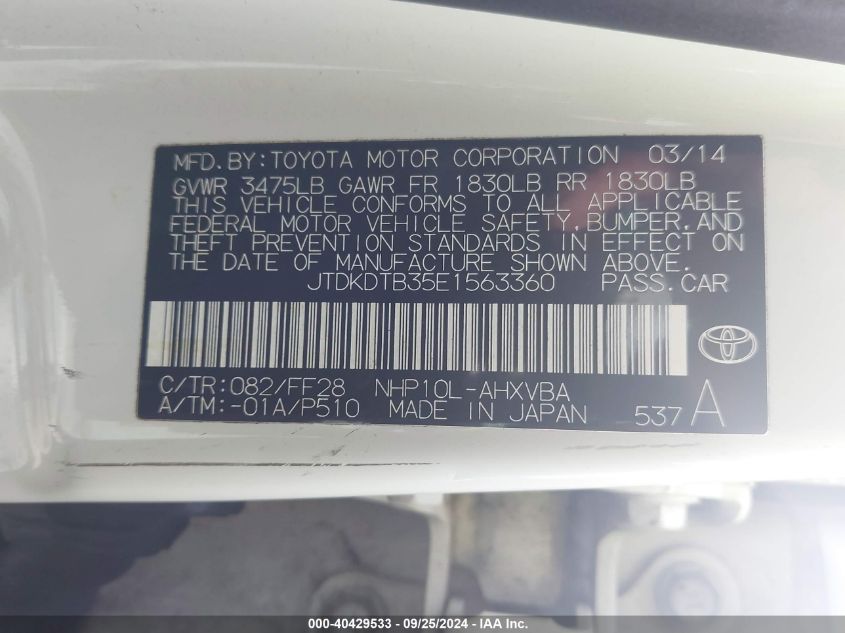 MFD.BY:TOYOTA MOTOR CORPORATION 03/14
GVWR 3475LB GAWR FR 1830LB RR 1830LB
THIS VEHICLE CONFORMS TO ALL APPLICABLE
FEDERAL MOTOR VEHICLE SAFETY,BUMPER,AND
THEFT PREVENTION STANDARDS IN EFFECT ON
THE DATE OF MANUFACTURE SHOWN ABOVE.
JTDKDTB35E1563360 PASS.CAR
C/TR:082/FF28 NHP10L-AHXVBA
A/TM:-01A/P510 MADE IN JAPAN 537 A
000-40429533 - 09/25/2024 - IAA Inc.